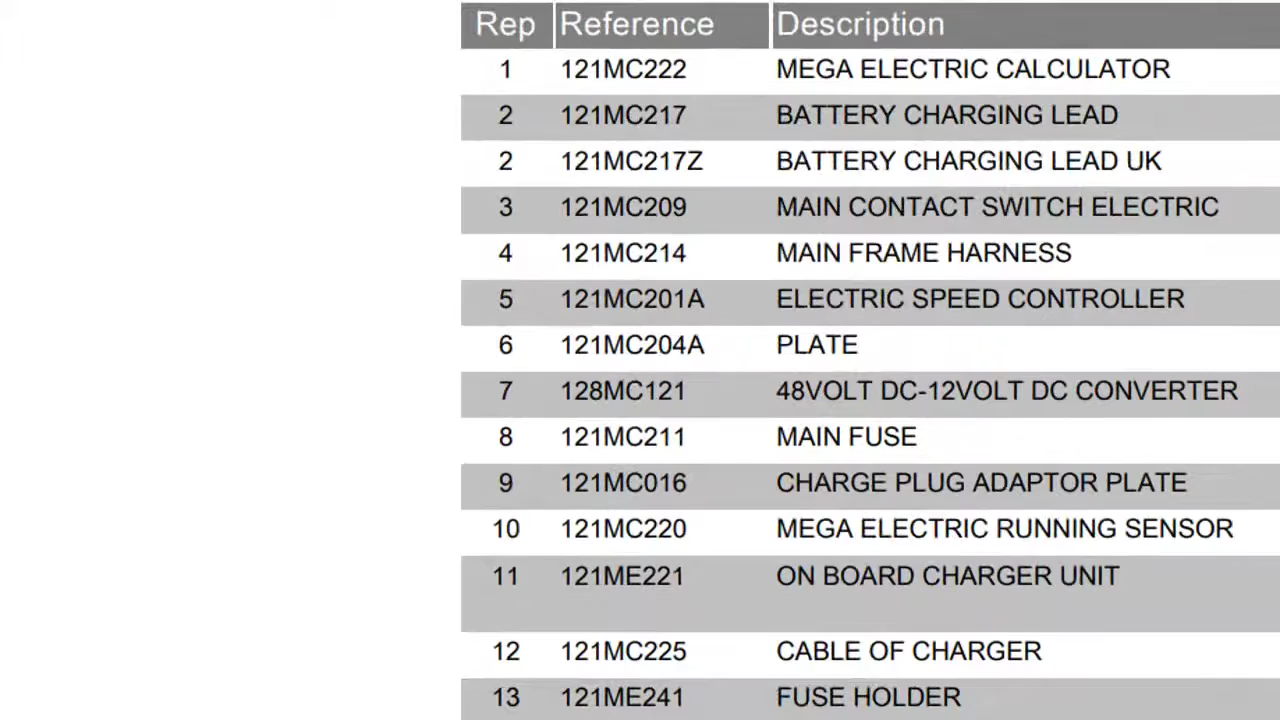 Rep Reference Description
1 121MC222 MEGA ELECTRIC CALCULATOR
2 121MC217 BATTERY CHARGING LEAD
2 121MC217Z BATTERY CHARGING LEAD UK
3 121MC209 MAIN CONTACT SWITCH ELECTRIC
4 121MC214 MAIN FRAME HARNESS
5 121MC201A ELECTRIC SPEED CONTROLLER
6 121MC204A PLATE
7 128MC121 48VOLT DC-12VOLT DC CONVERTER
8 121MC211 MAIN FUSE
9 121MC016 CHARGE PLUG ADAPTOR PLATE
10 121MC220 MEGA ELECTRIC RUNNING SENSOR
11 121ME221 ON BOARD CHARGER UNIT
12 121MC225 CABLE OF CHARGER
13 121ME241 FUSE HOLDER